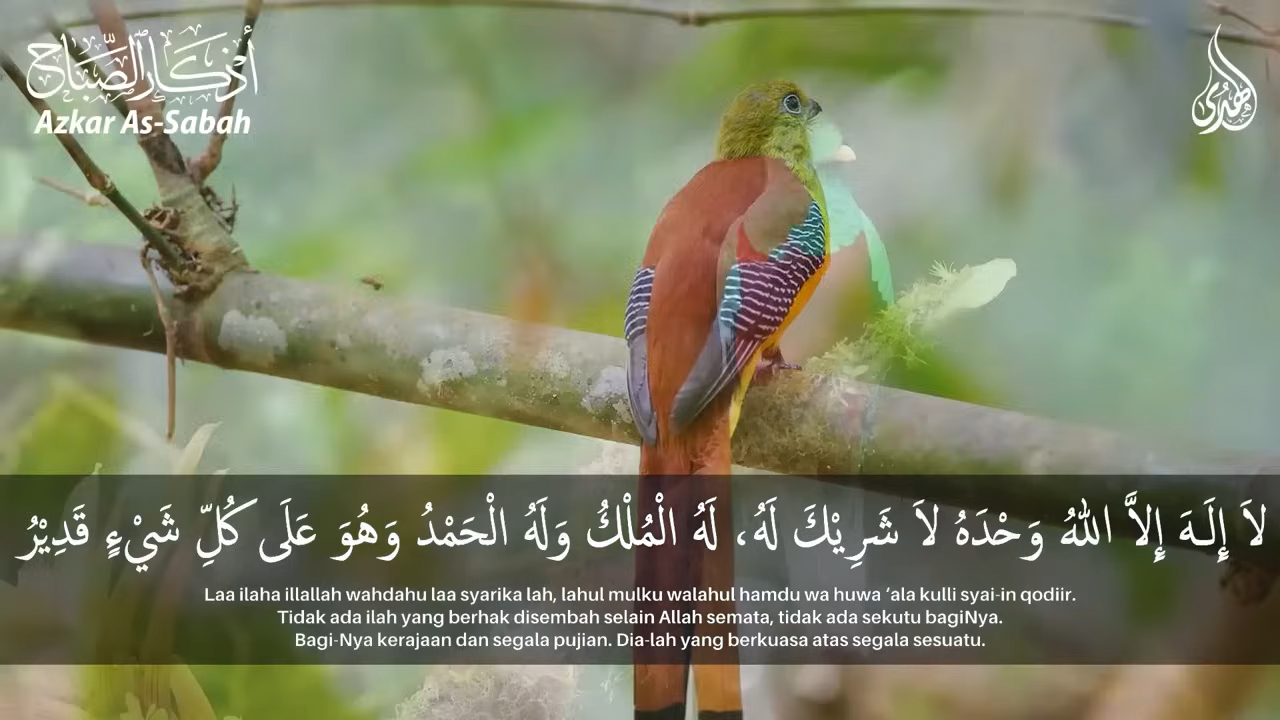 أذكار الصباح
Azkar As-Sabah
الهدى
لاَ إِلَـهَ إِلاَّ اللهُ وَحْدَهُ لاَ شَرِيْكَ لَهُ، لَهُ الْمُلْكُ وَلَهُ الْحَمْدُ وَهُوَ عَلَى كُلِّ شَيْءٍ قَدِيْرُ
Laa ilaha illallah wahdahu laa syarika lah, lahul mulku walahul hamdu wa huwa ‘ala kulli syai-in qodiir.
Tidak ada ilah yang berhak disembah selain Allah semata, tidak ada sekutu bagiNya.
Bagi-Nya kerajaan dan segala pujian. Dia-lah yang berkuasa atas segala sesuatu.